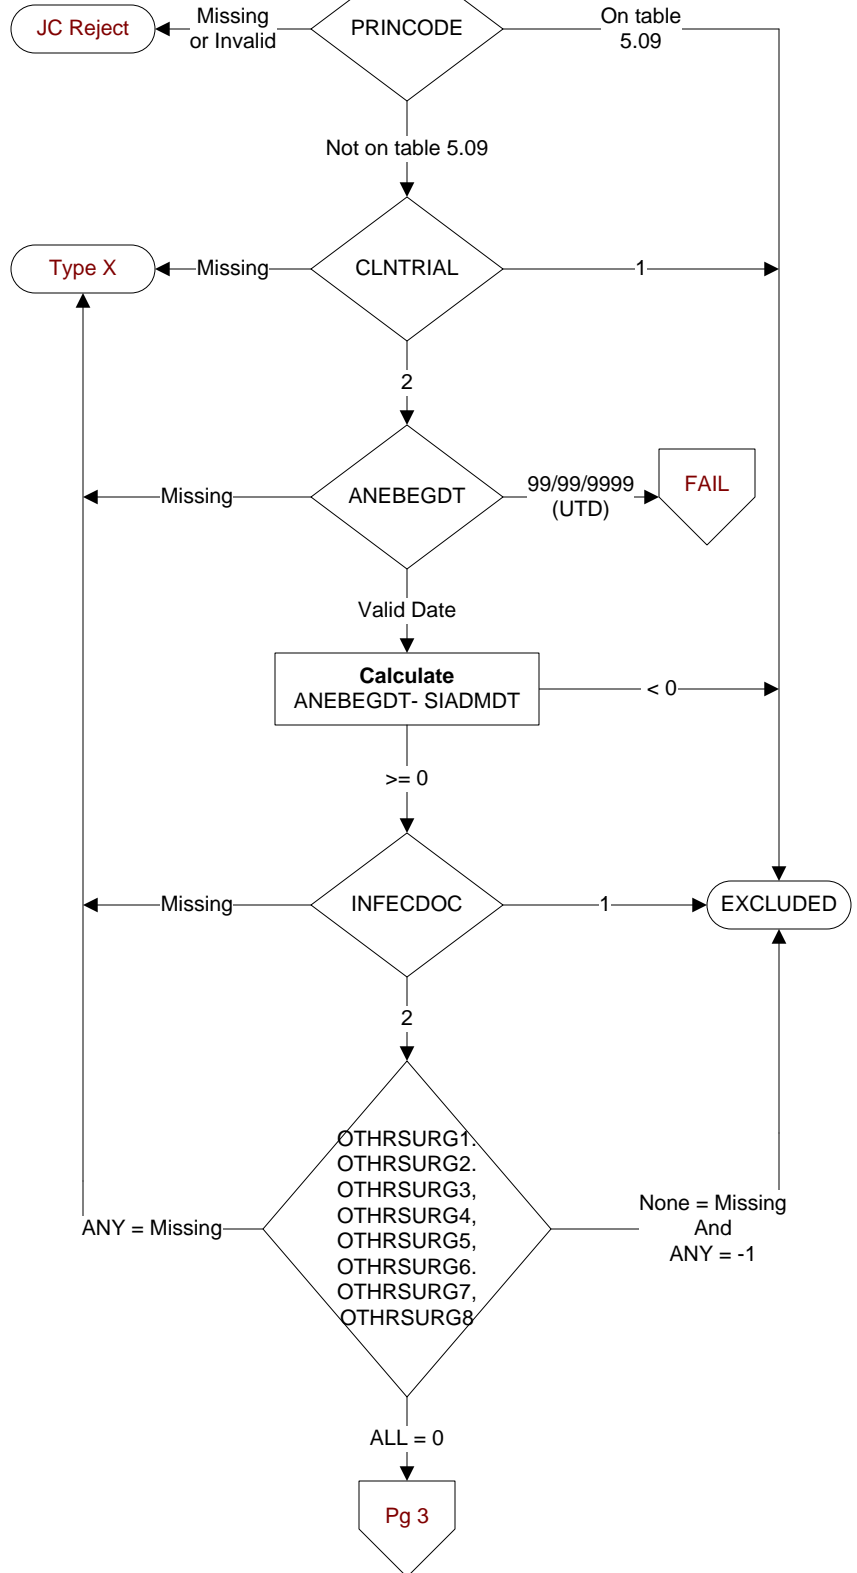 JC Reject
Missing
or Invalid
PRINCODE
On table
5.09
Not on table 5.09
Type X
Missing
CLNTRIAL
1
2
Missing
ANEBEGDT
99/99/9999
(UTD)
FAIL
Valid Date
Calculate
ANEBEGDT- SIADMDT
< 0
>= 0
Missing
INFECDOC
1
EXCLUDED
2
OTHRSURG1.
OTHRSURG2.
OTHRSURG3,
OTHRSURG4,
OTHRSURG5,
OTHRSURG6.
OTHRSURG7,
OTHRSURG8
ANY = Missing
None = Missing
And
ANY = -1
ALL = 0
Pg 3